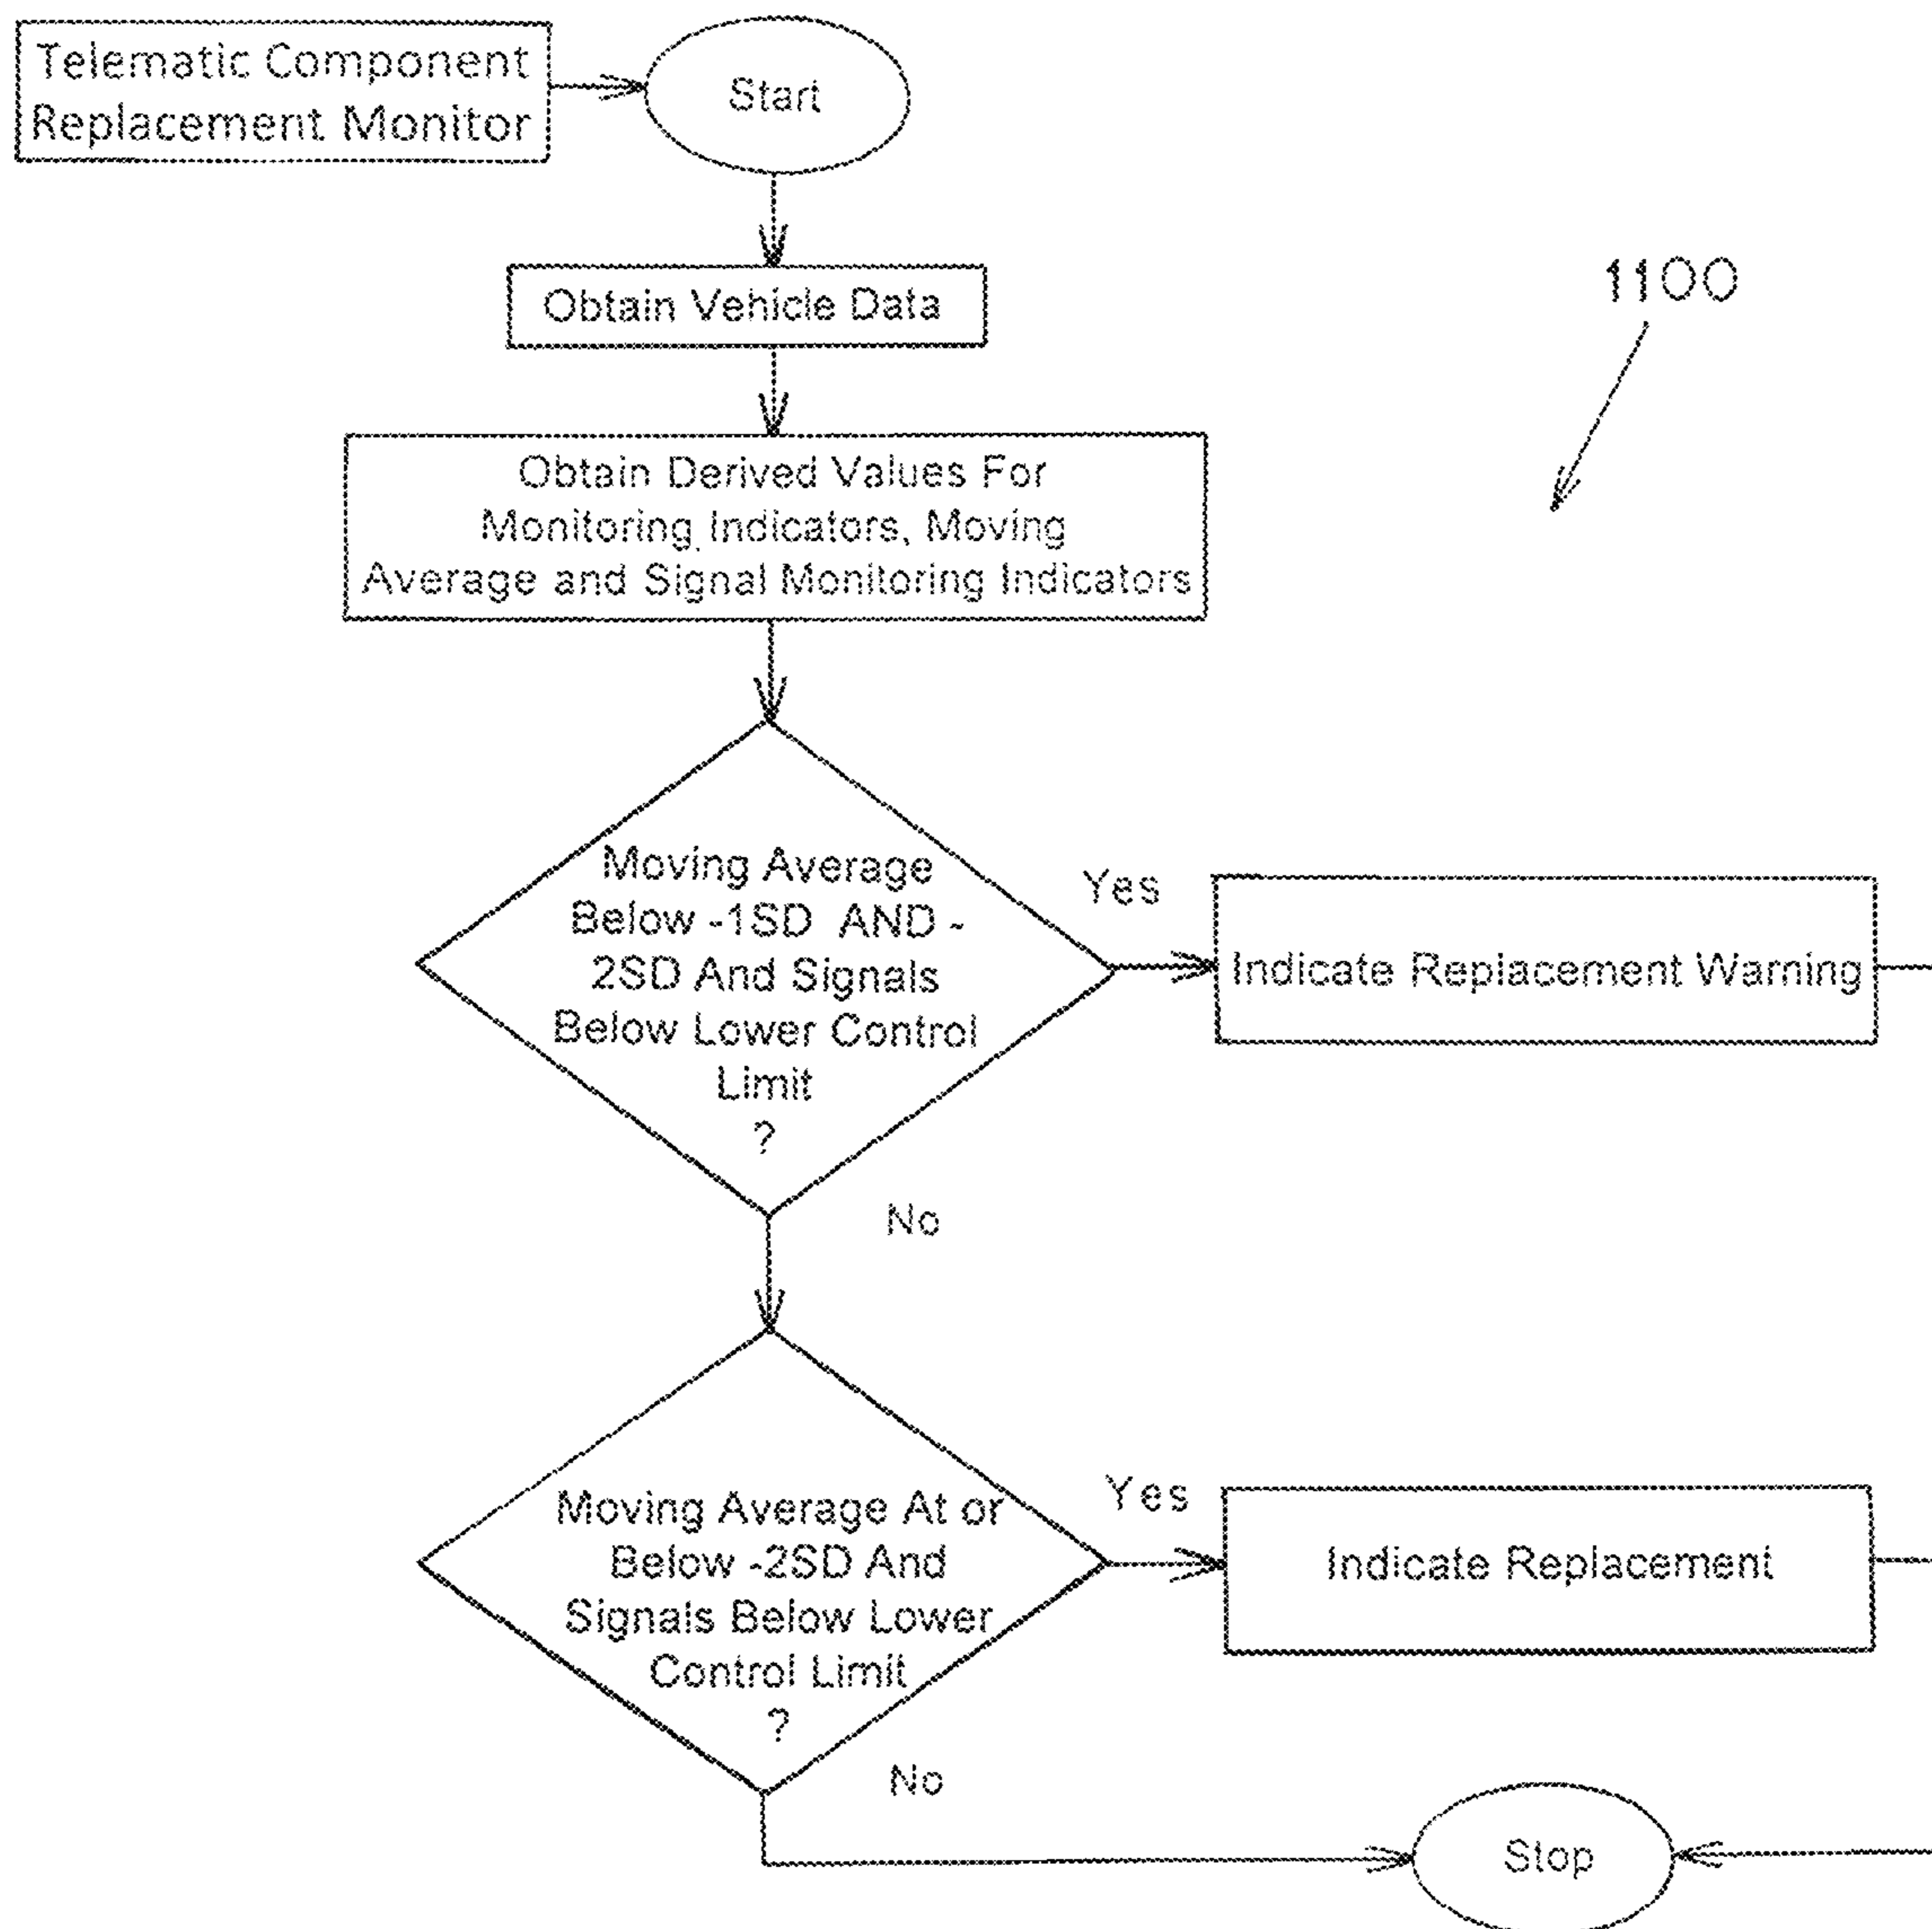 Telematic Component
Replacement Monitor
Start
Obtain Vehicle Data
1100
Obtain Derived Values For
Monitoring Indicators, Moving
Average and Signal Monitoring Indicators
Moving Average
Below -1SD AND -
2SD And Signals
Below Lower Control
Limit
?
Yes
Indicate Replacement Warning
No
Moving Average At or
Below -2SD And
Signals Below Lower
Control Limit
?
Yes
Indicate Replacement
No
Stop